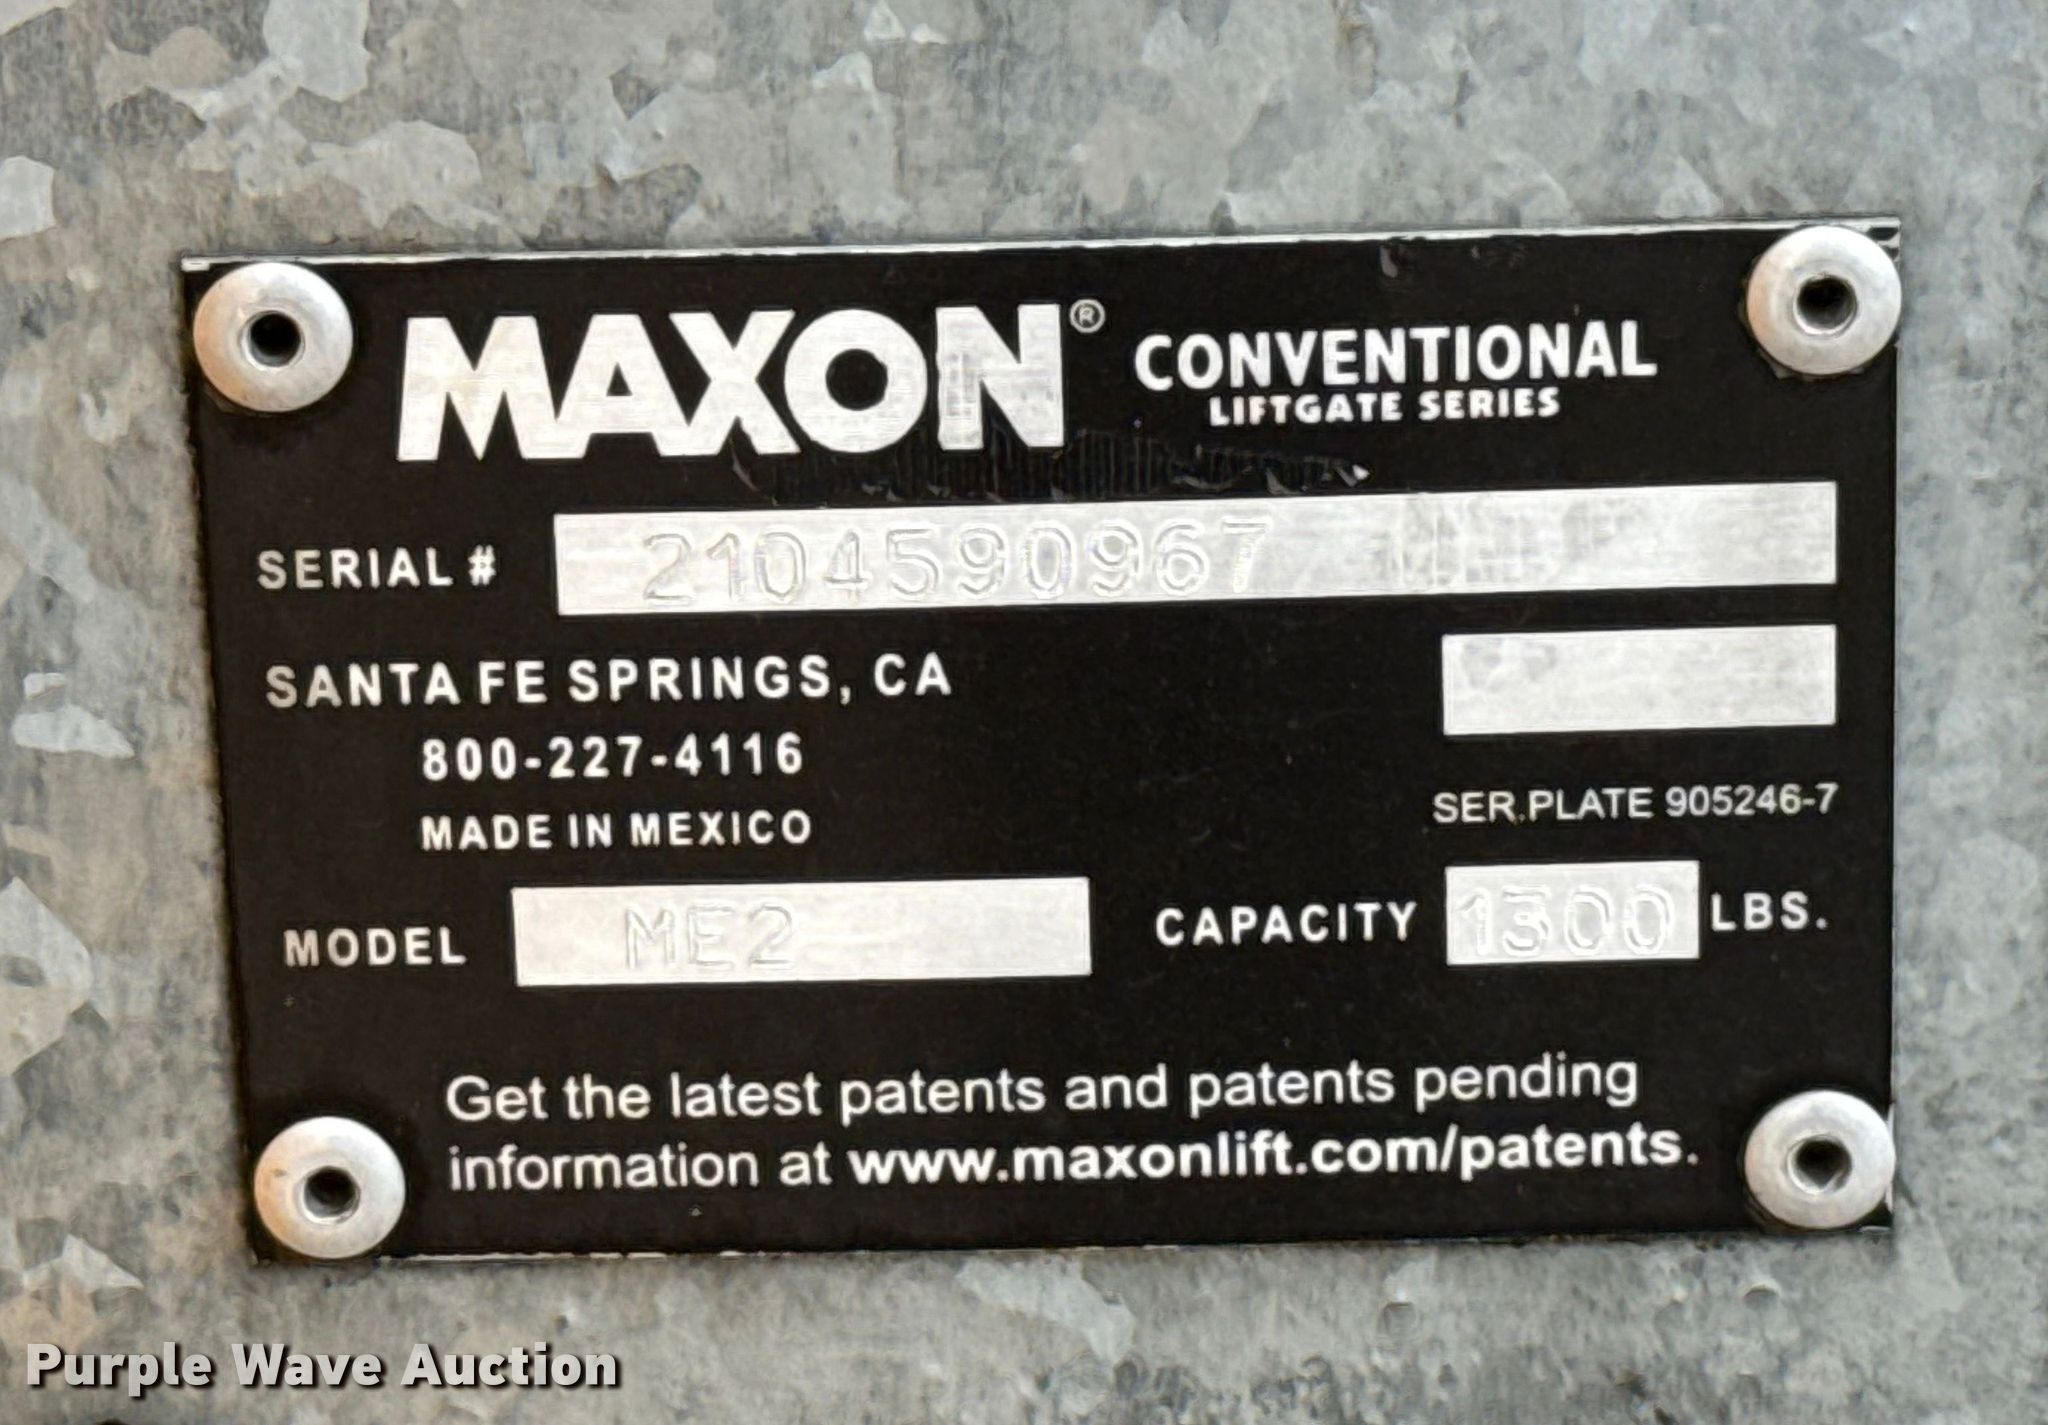 MAXON® CONVENTIONAL
LIFTGATE SERIES
SERIAL # 2104590967
SANTA FE SPRINGS, CA
800-227-4116
MADE IN MEXICO
SER.PLATE 905246-7
MODEL ME2 CAPACITY 1300 LBS.
Get the latest patents and patents pending
information at www.maxonlift.com/patents.
Purple Wave Auction